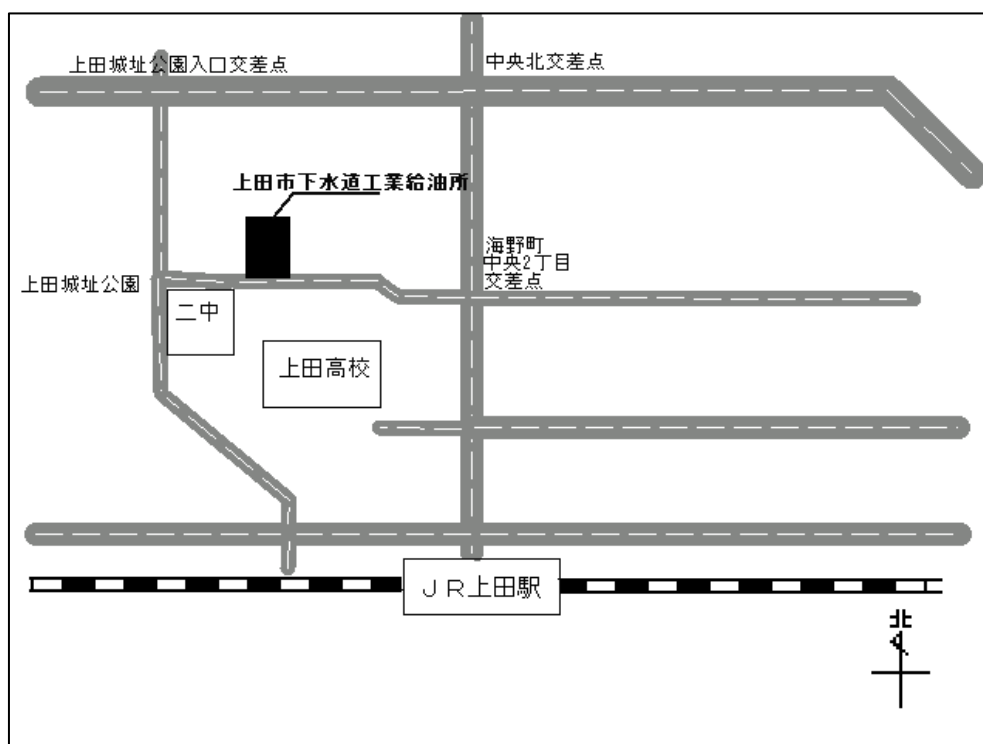 上田城址公園入口交差点
中央北交差点
上田市下水道工業給油所
海野町
中央2丁目
交差点
上田城址公園
二中
上田高校
ＪＲ上田駅
北